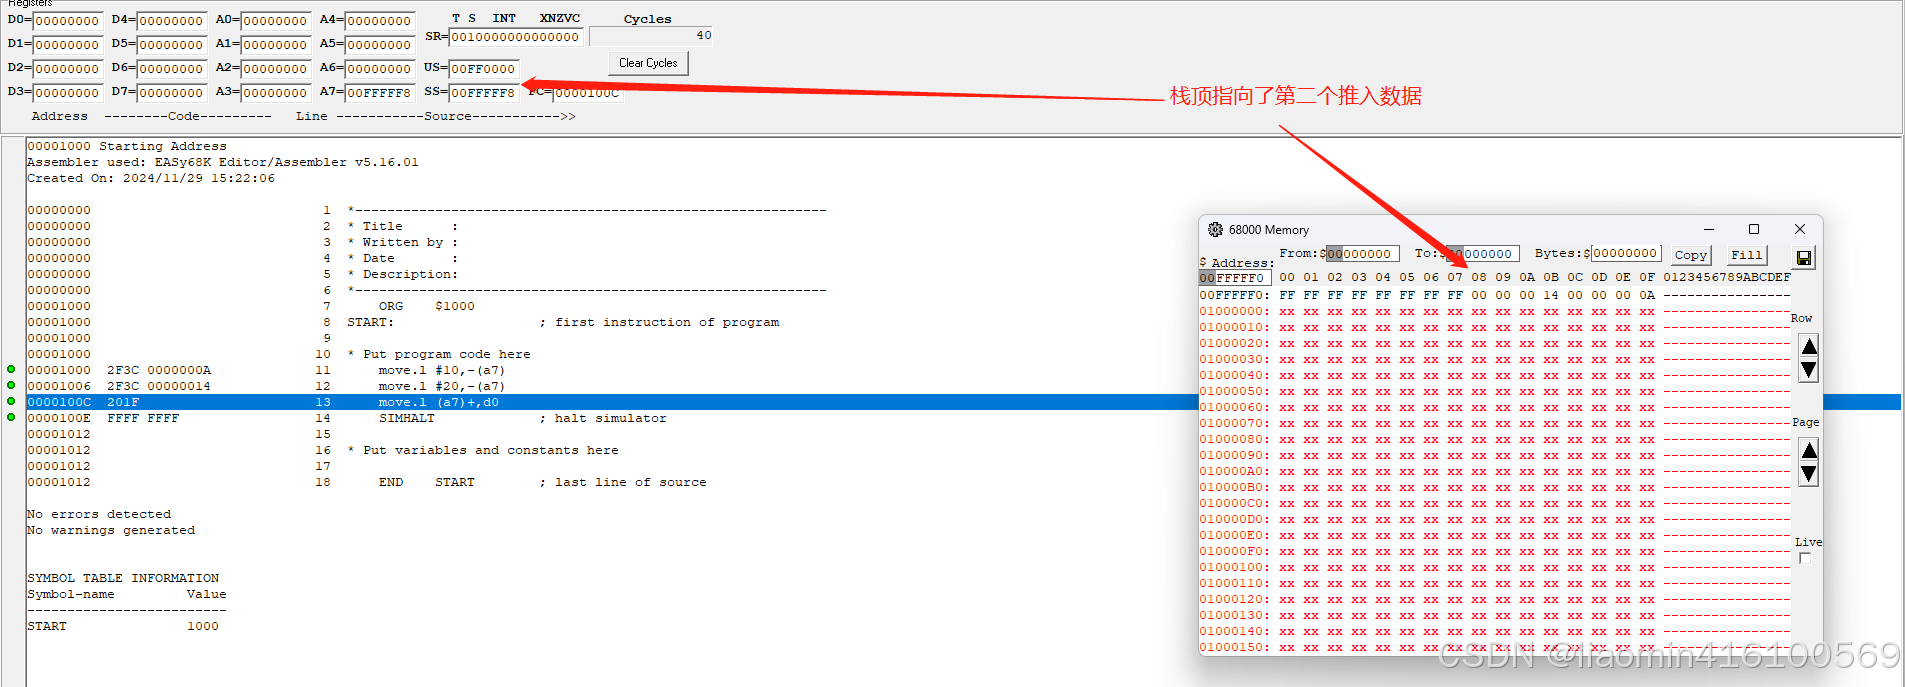 Registers
D0= 00000000 D4= 00000000 A0= 00000000 A4= 00000000 T S INT XNZVC Cycles
SR= 0010000000000000 40
D1= 00000000 D5= 00000000 A1= 00000000 A5= 00000000
Clear Cycles
D2= 00000000 D6= 00000000 A2= 00000000 A6= 00000000 US= 00FF0000
D3= 00000000 D7= 00000000 A3= 00000000 A7= 00FFFFF8 SS= 00FFFFF8 PC= 0000100C
栈顶指向了第二个推入数据
Address --------Code--------- Line -----------Source----------->>
00001000 Starting Address
Assembler used: EASy68K Editor/Assembler v5.16.01
Created On: 2024/11/29 15:22:06
00000000 1 *-----------------------------------------------------------
00000000 2 * Title :
00000000 3 * Written by :
00000000 4 * Date :
00000000 5 * Description:
00000000 6 *-----------------------------------------------------------
00001000 7 ORG $1000
00001000 8 START: ; first instruction of program
00001000 9
00001000 10 * Put program code here
00001000 2F3C 0000000A 11 move.l #10,-(a7)
00001006 2F3C 00000014 12 move.l #20,-(a7)
0000100C 201F 13 move.l (a7)+,d0
0000100E FFFF FFFF 14 SIMHALT ; halt simulator
00001012 15
00001012 16 * Put variables and constants here
00001012 17
00001012 18 END START ; last line of source
No errors detected
No warnings generated
SYMBOL TABLE INFORMATION
Symbol-name Value
-------------------------
START 1000
68000 Memory
From:$ 00000000 To:$ 00000000 Bytes:$ 00000000 Copy Fill
$ Address:
00FFFFF0 00 01 02 03 04 05 06 07 08 09 0A 0B 0C 0D 0E 0F 0123456789ABCDEF
00FFFFF0: FF FF FF FF FF FF FF FF 00 00 00 14 00 00 00 0A ----------------
01000000: xx xx xx xx xx xx xx xx xx xx xx xx xx xx xx xx ----------------
01000010: xx xx xx xx xx xx xx xx xx xx xx xx xx xx xx xx ----------------
01000020: xx xx xx xx xx xx xx xx xx xx xx xx xx xx xx xx ----------------
01000030: xx xx xx xx xx xx xx xx xx xx xx xx xx xx xx xx ----------------
01000040: xx xx xx xx xx xx xx xx xx xx xx xx xx xx xx xx ----------------
01000050: xx xx xx xx xx xx xx xx xx xx xx xx xx xx xx xx ----------------
01000060: xx xx xx xx xx xx xx xx xx xx xx xx xx xx xx xx ----------------
01000070: xx xx xx xx xx xx xx xx xx xx xx xx xx xx xx xx ----------------
01000080: xx xx xx xx xx xx xx xx xx xx xx xx xx xx xx xx ----------------
01000090: xx xx xx xx xx xx xx xx xx xx xx xx xx xx xx xx ----------------
010000A0: xx xx xx xx xx xx xx xx xx xx xx xx xx xx xx xx ----------------
010000B0: xx xx xx xx xx xx xx xx xx xx xx xx xx xx xx xx ----------------
010000C0: xx xx xx xx xx xx xx xx xx xx xx xx xx xx xx xx ----------------
010000D0: xx xx xx xx xx xx xx xx xx xx xx xx xx xx xx xx ----------------
010000E0: xx xx xx xx xx xx xx xx xx xx xx xx xx xx xx xx ----------------
010000F0: xx xx xx xx xx xx xx xx xx xx xx xx xx xx xx xx ----------------
01000100: xx xx xx xx xx xx xx xx xx xx xx xx xx xx xx xx ----------------
01000110: xx xx xx xx xx xx xx xx xx xx xx xx xx xx xx xx ----------------
01000120: xx xx xx xx xx xx xx xx xx xx xx xx xx xx xx xx ----------------
01000130: xx xx xx xx xx xx xx xx xx xx xx xx xx xx xx xx ----------------
01000140: xx xx xx xx xx xx xx xx xx xx xx xx xx xx xx xx ----------------
01000150: xx xx xx xx xx xx xx xx xx xx xx xx xx xx xx xx ----------------
Row
Page
Live
CSDN @liaomin416100569